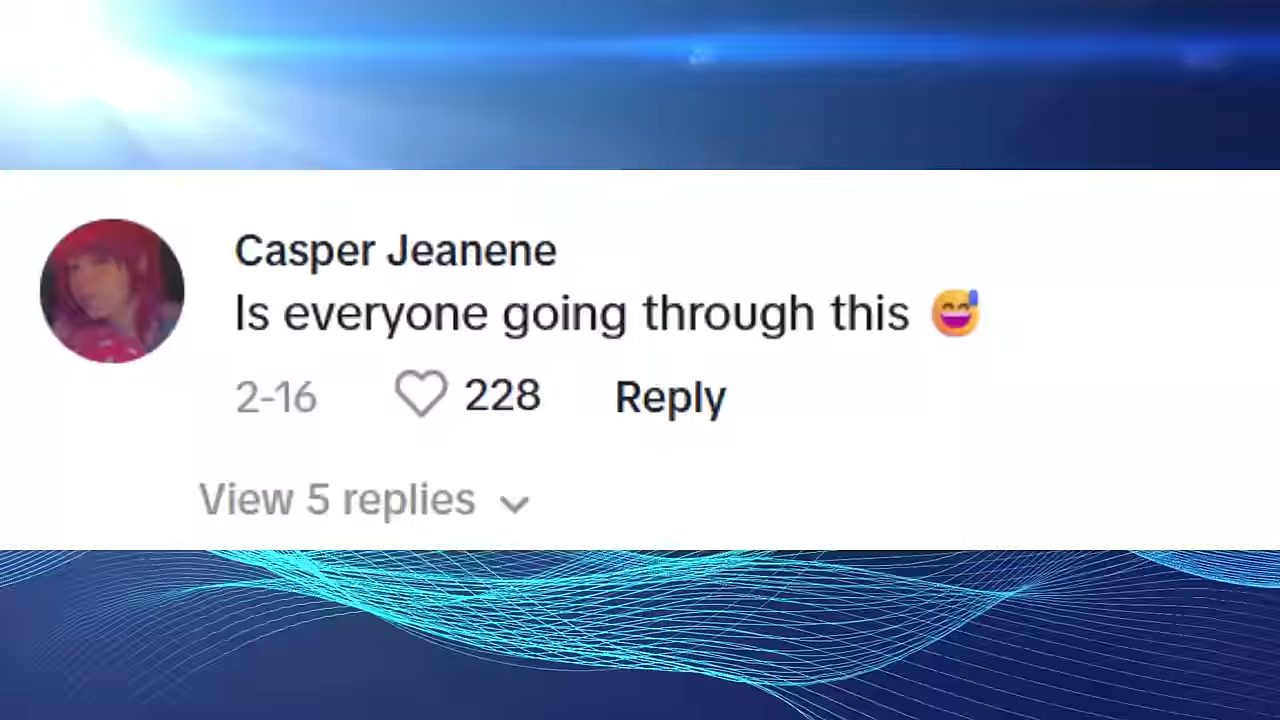 Casper Jeanene
Is everyone going through this 😅
2-16 228 Reply
View 5 replies